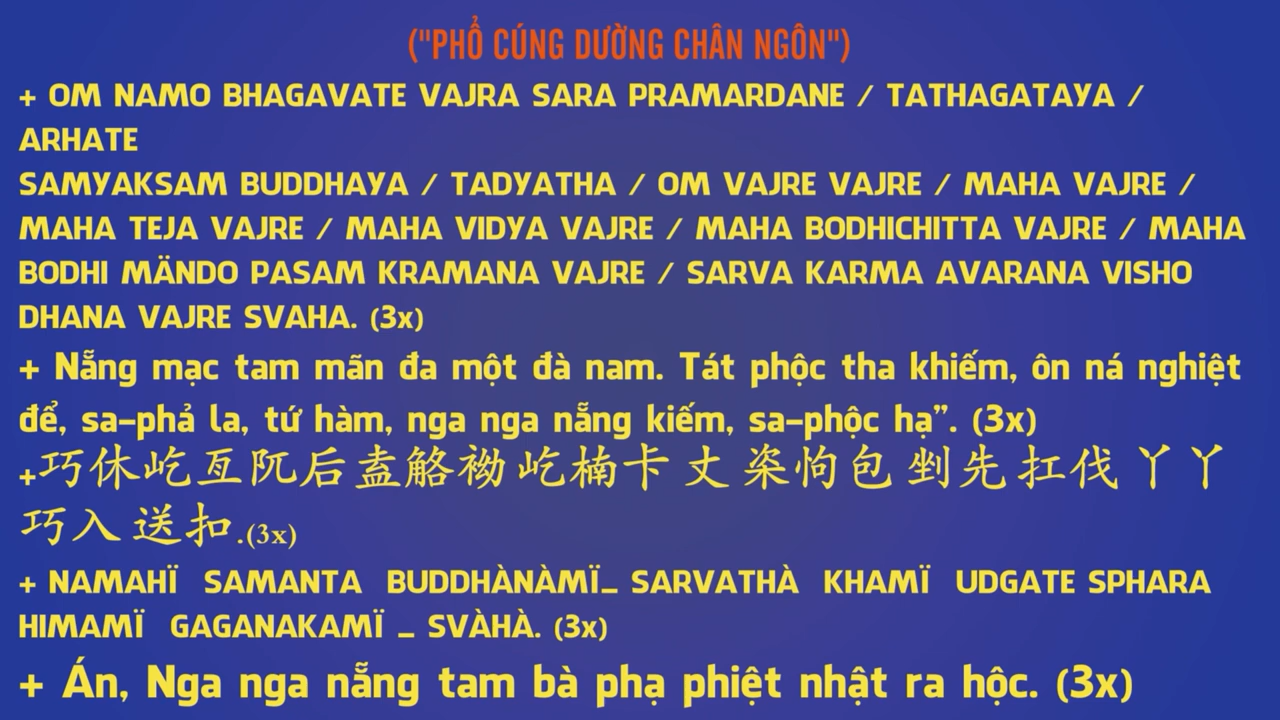 ("PHỔ CÚNG DƯỜNG CHÂN NGÔN")
+ OM NAMO BHAGAVATE VAJRA SARA PRAMARDANE / TATHAGATAYA /
ARHATE
SAMYAKSAM BUDDHAYA / TADYATHA / OM VAJRE VAJRE / MAHA VAJRE /
MAHA TEJA VAJRE / MAHA VIDYA VAJRE / MAHA BODHICHITTA VAJRE / MAHA
BODHI MÄNDO PASAM KRAMANA VAJRE / SARVA KARMA AVARANA VISHO
DHANA VAJRE SVAHA. (3x)
+ Nẵng mạc tam mãn đa một đà nam. Tát phộc tha khiếm, ôn ná nghiệt
để, sa-phả la, tứ hàm, nga nga nẵng kiếm, sa-phộc hạ”. (3x)
+巧休屹亙阢后盍觡袎屹楠卡丈粢怐包剉先扛伐丫丫
巧入送扣.(3x)
+ NAMAHÏ SAMANTA BUDDHÀNÀMÏ_ SARVATHÀ KHAMÏ UDGATE SPHARA
HIMAMÏ GAGANAKAMÏ _ SVÀHÀ. (3x)
+ Án, Nga nga nẵng tam bà phạ phiệt nhật ra hộc. (3x)